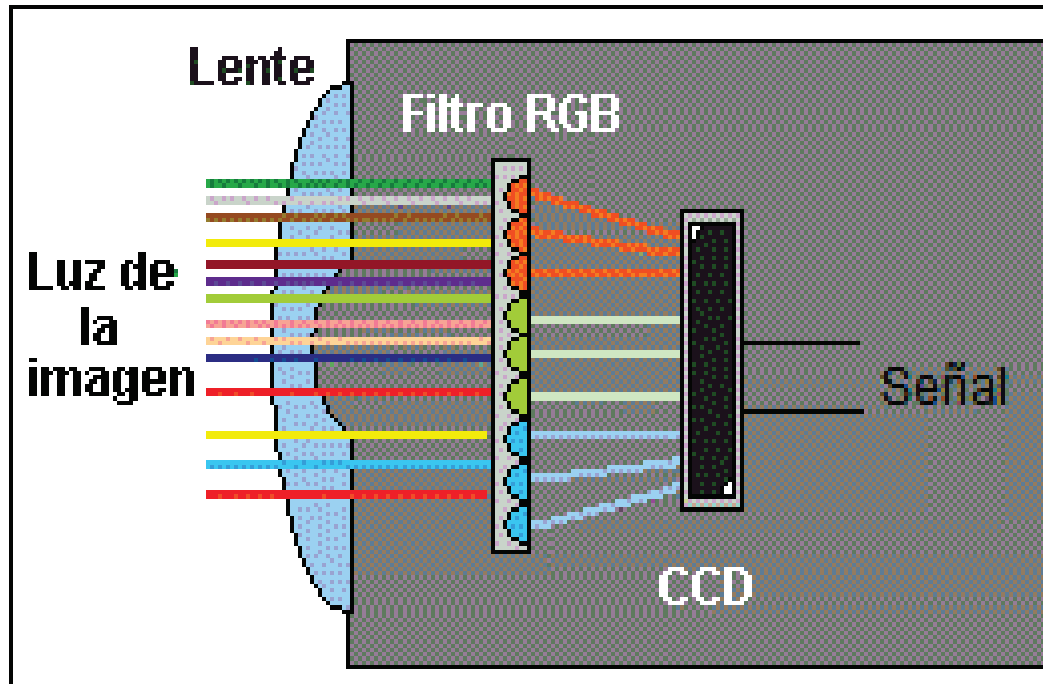 Lente
Filtro RGB
Luz de
la
imagen
Señal
CCD